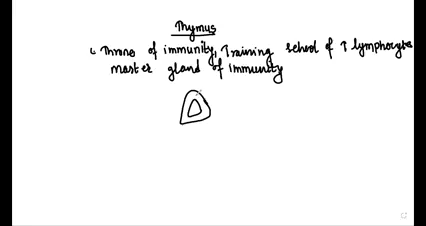 Thymus
↳ Throne of immunity, Training school of T lymphocytes
master gland of immunity